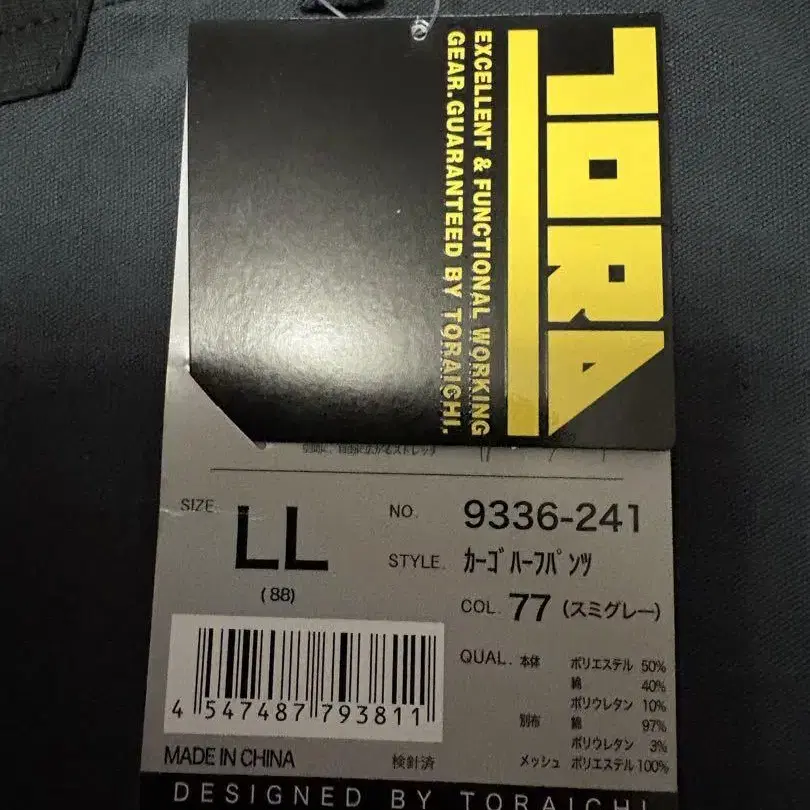 TORA
EXCELLENT & FUNCTIONAL WORKING
GEAR. GUARANTEED BY TORAICHI.
SIZE LL
(88)
NO. 9336-241
STYLE. カーゴハーフパンツ
COL. 77 (スミグレー)
QUAL. 本体 ポリエステル 50%
綿 40%
ポリウレタン 10%
別布 綿 97%
ポリウレタン 3%
メッシュ ポリエステル 100%
4 547487 793811
MADE IN CHINA 検針済
DESIGNED BY TORAICHI